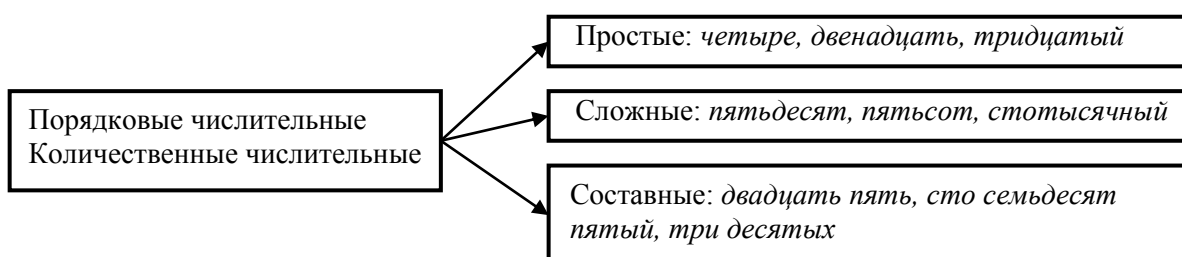 Порядковые числительные
Количественные числительные
Простые: четыре, двенадцать, тридцатый
Сложные: пятьдесят, пятьсот, стотысячный
Составные: двадцать пять, сто семьдесят
пятый, три десятых